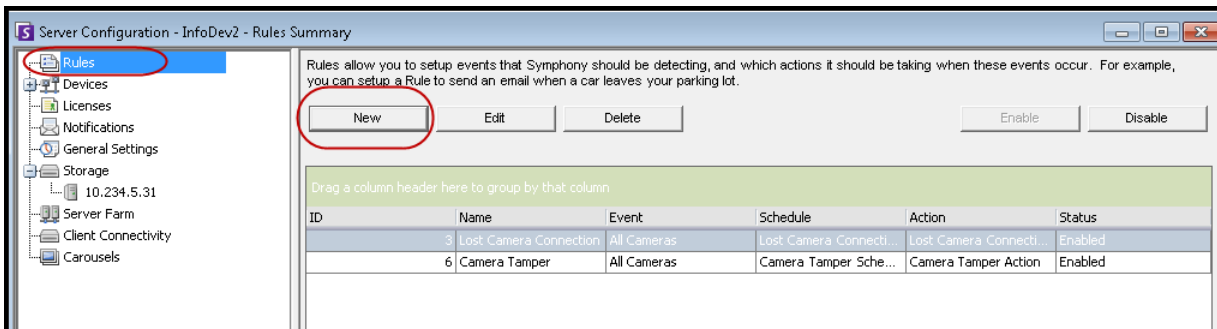 Server Configuration - InfoDev2 - Rules Summary
Rules
Devices
Licenses
Notifications
General Settings
Storage
10.234.5.31
Server Farm
Client Connectivity
Carousels
Rules allow you to setup events that Symphony should be detecting, and which actions it should be taking when these events occur. For example,
you can setup a Rule to send an email when a car leaves your parking lot.
New Edit Delete Enable Disable
Drag a column header here to group by that column
ID Name Event Schedule Action Status
3 Lost Camera Connection All Cameras Lost Camera Connecti... Lost Camera Connecti... Enabled
6 Camera Tamper All Cameras Camera Tamper Sche... Camera Tamper Action Enabled